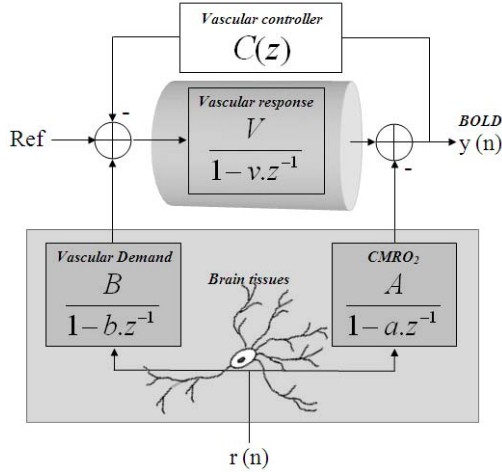 Vascular controller
C(z)
Vascular response
V
1 - v.z⁻¹
-
Ref
BOLD
y (n)
-
Vascular Demand
B
1 - b.z⁻¹
Brain tissues
CMRO₂
A
1 - a.z⁻¹
r (n)